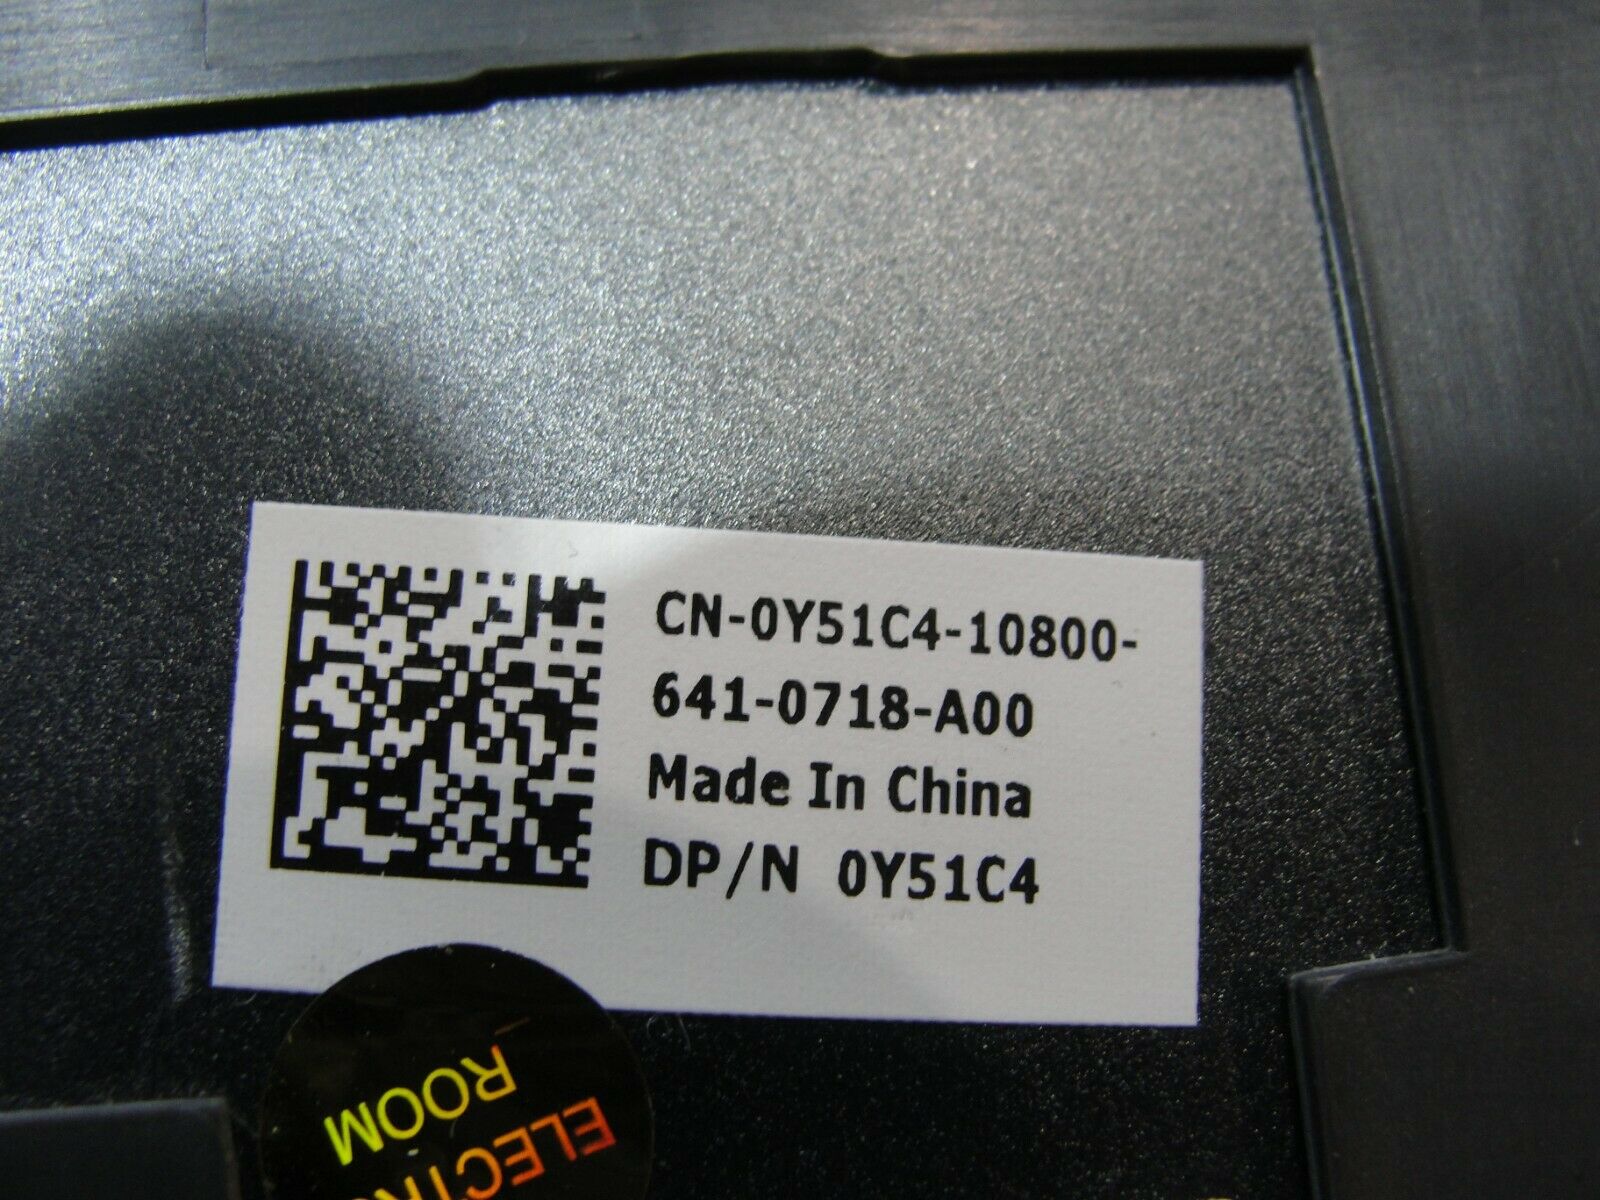 CN-0Y51C4-10800-
641-0718-A00
Made In China
DP/N 0Y51C4
ROOM